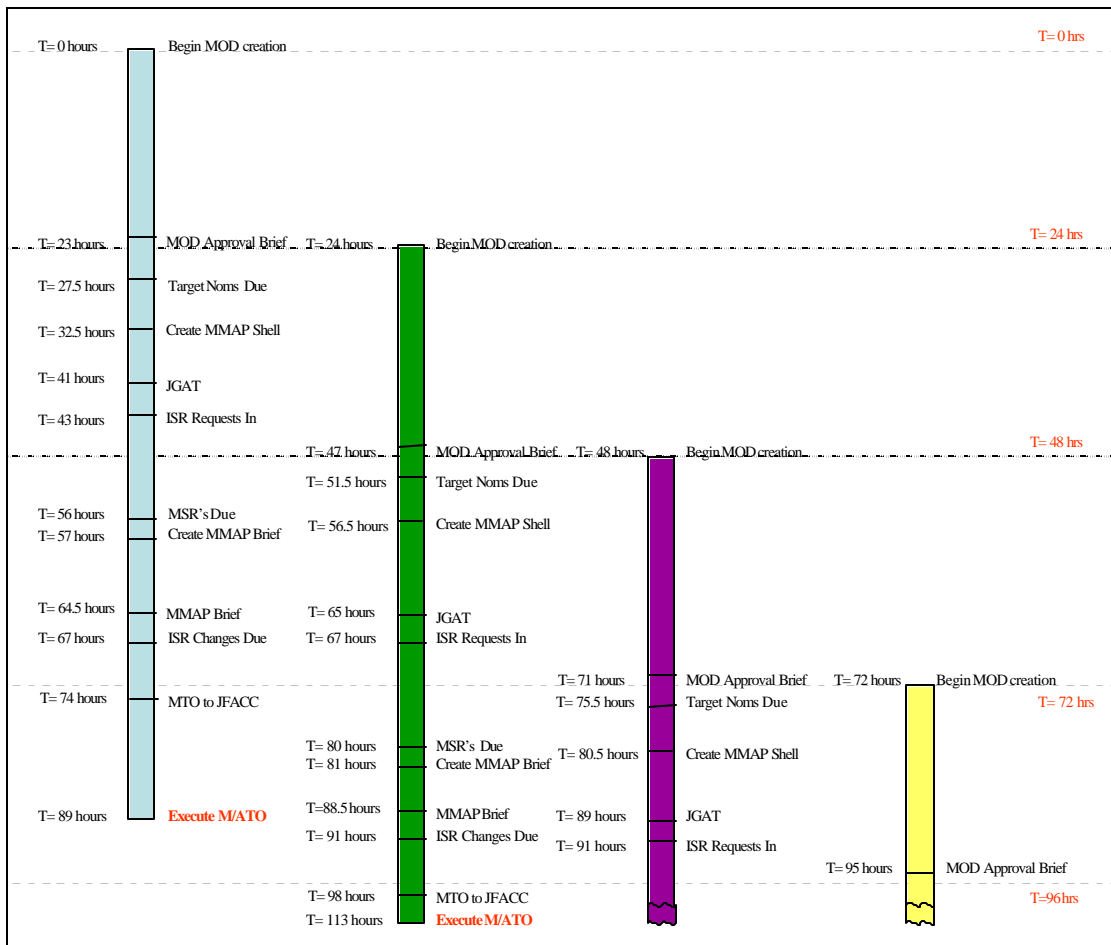 T= 0 hours Begin MOD creation T= 0 hrs
T= 23 hours MOD Approval Brief T= 24 hours Begin MOD creation T= 24 hrs
T= 27.5 hours Target Noms Due
T= 32.5 hours Create MMAP Shell
T= 41 hours JGAT
T= 43 hours ISR Requests In
T= 47 hours MOD Approval Brief T= 48 hours Begin MOD creation T= 48 hrs
T= 51.5 hours Target Noms Due
T= 56 hours MSR's Due T= 56.5 hours Create MMAP Shell
T= 57 hours Create MMAP Brief
T= 64.5 hours MMAP Brief T= 65 hours JGAT
T= 67 hours ISR Changes Due T= 67 hours ISR Requests In
T= 71 hours MOD Approval Brief T= 72 hours Begin MOD creation
T= 74 hours MTO to JFACC T= 75.5 hours Target Noms Due T= 72 hrs
T= 80 hours MSR's Due T= 80.5 hours Create MMAP Shell
T= 81 hours Create MMAP Brief
T= 89 hours Execute M/ATO T=88.5 hours MMAP Brief T= 89 hours JGAT
T= 91 hours ISR Changes Due T= 91 hours ISR Requests In
T= 95 hours MOD Approval Brief
T= 98 hours MTO to JFACC T=96 hrs
T= 113 hours Execute M/ATO